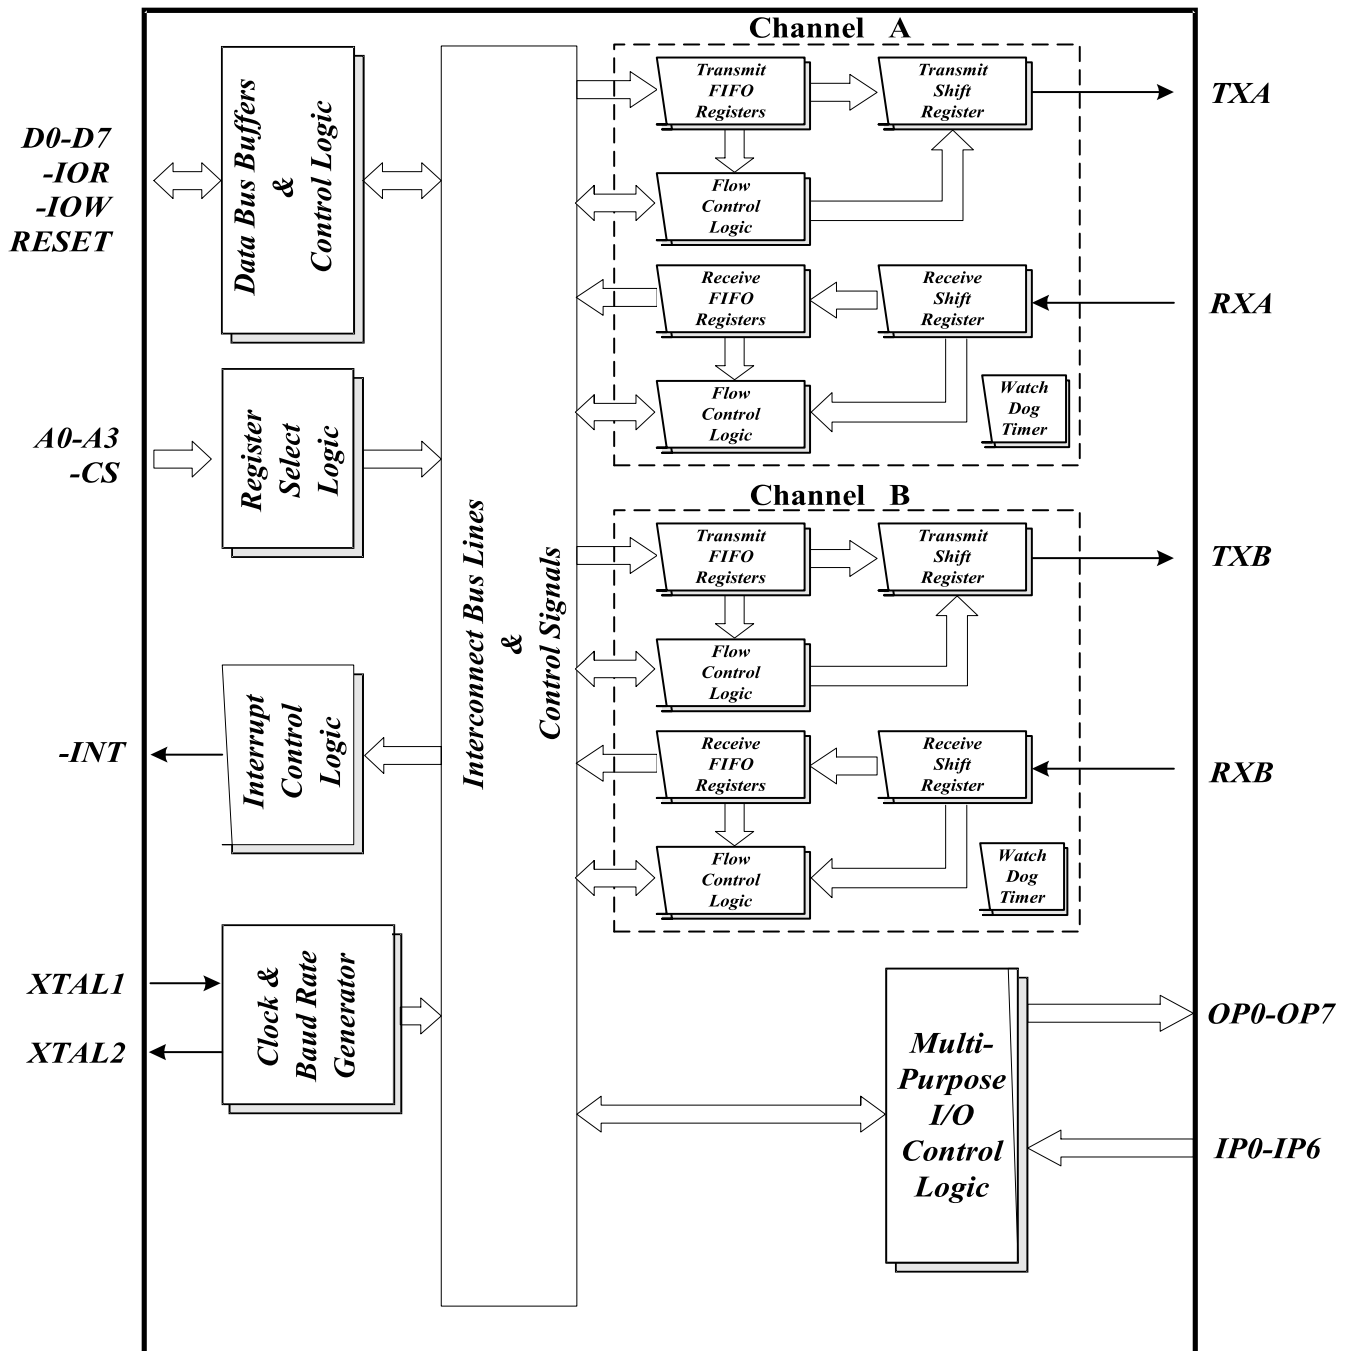 D0-D7
-IOR
-IOW
RESET
Data Bus Buffers
&
Control Logic
A0-A3
-CS
Register
Select
Logic
-INT
Interrupt
Control
Logic
XTAL1
XTAL2
Clock &
Baud Rate
Generator
Interconnect Bus Lines
&
Control Signals
Channel A
Transmit
FIFO
Registers
Transmit
Shift
Register
TXA
Flow
Control
Logic
Receive
FIFO
Registers
Receive
Shift
Register
RXA
Flow
Control
Logic
Watch
Dog
Timer
Channel B
Transmit
FIFO
Registers
Transmit
Shift
Register
TXB
Flow
Control
Logic
Receive
FIFO
Registers
Receive
Shift
Register
RXB
Flow
Control
Logic
Watch
Dog
Timer
Multi-
Purpose
I/O
Control
Logic
OP0-OP7
IP0-IP6